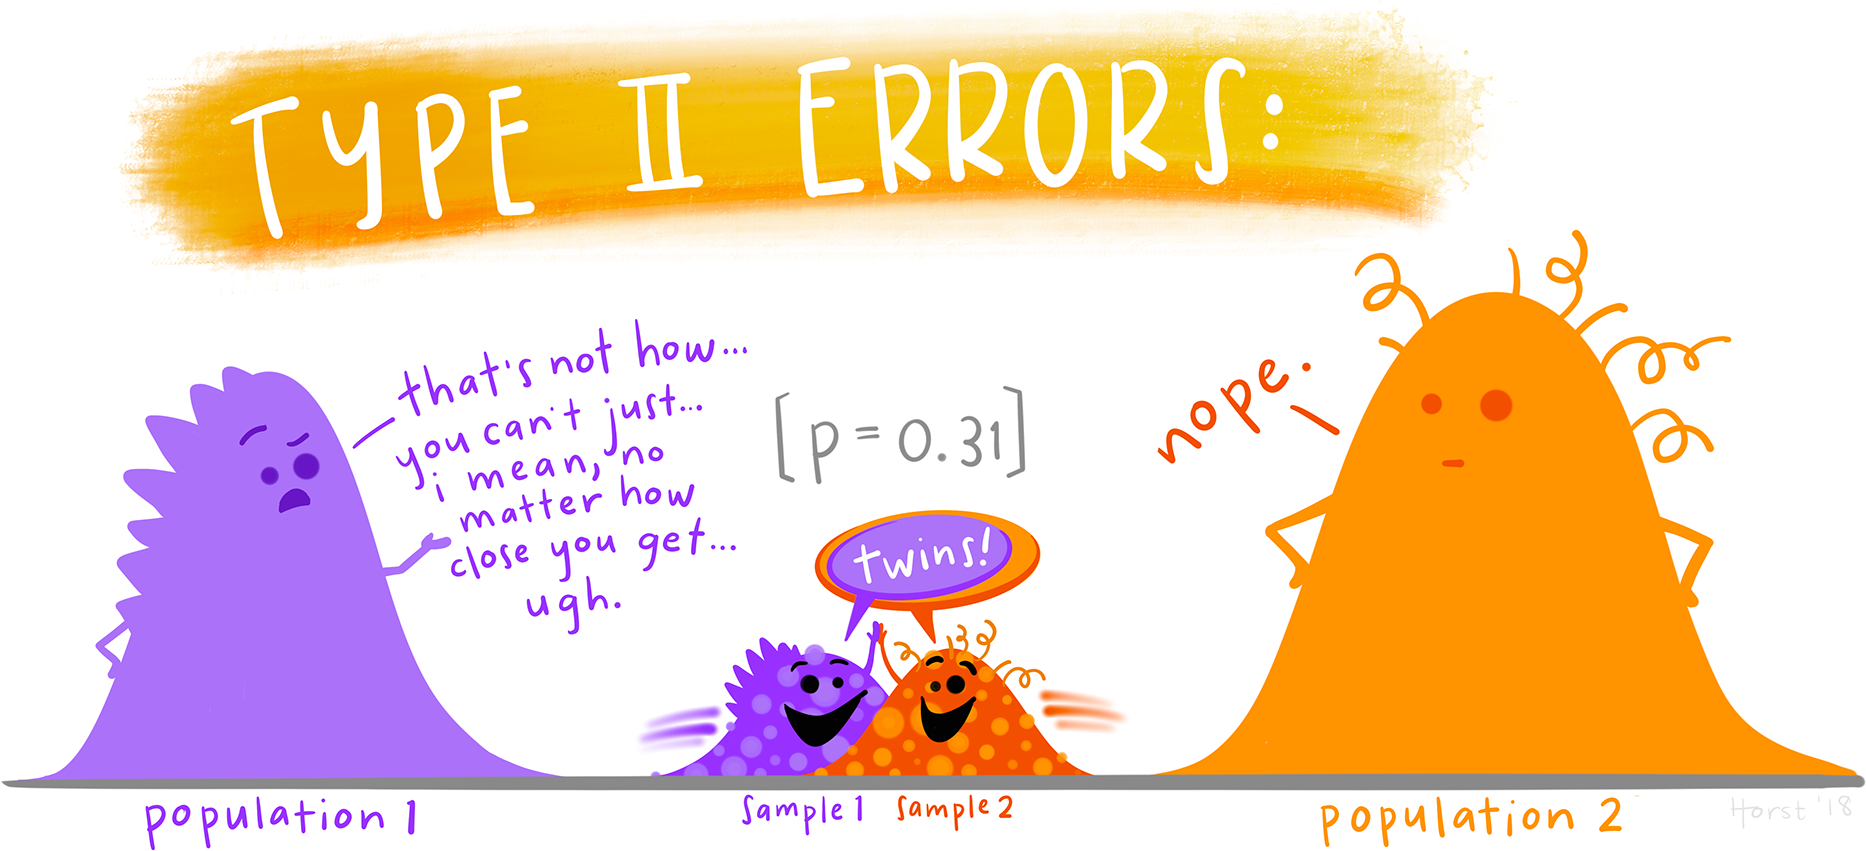 TYPE II ERRORS:
that's not how...
you can't just...
i mean, no
matter how
close you get...
ugh.
[p = 0.31]
nope.
twins!
population 1
sample 1
sample 2
population 2
Horst '18